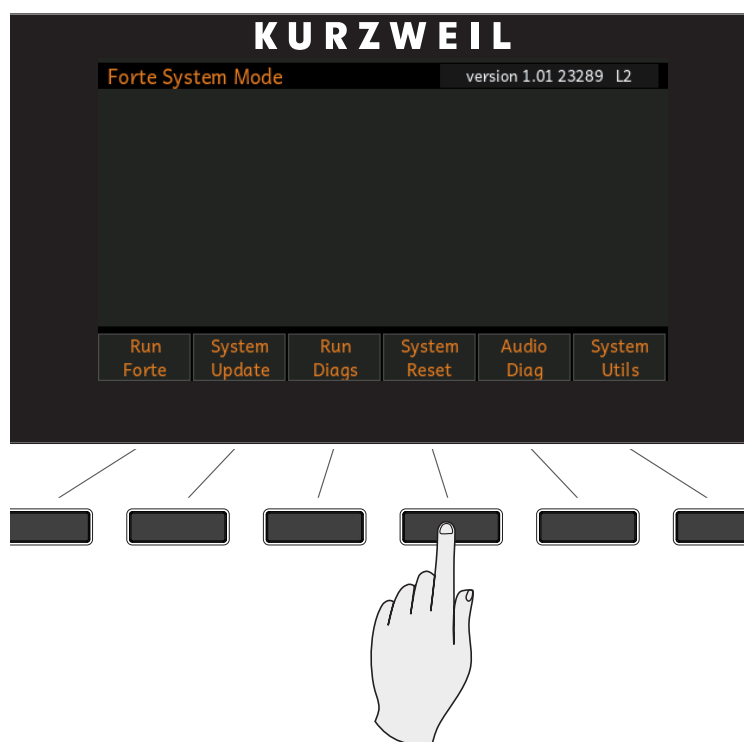 KURZWEIL
Forte System Mode version 1.01 23289 L2
Run System Run System Audio System
Forte Update Diags Reset Diag Utils